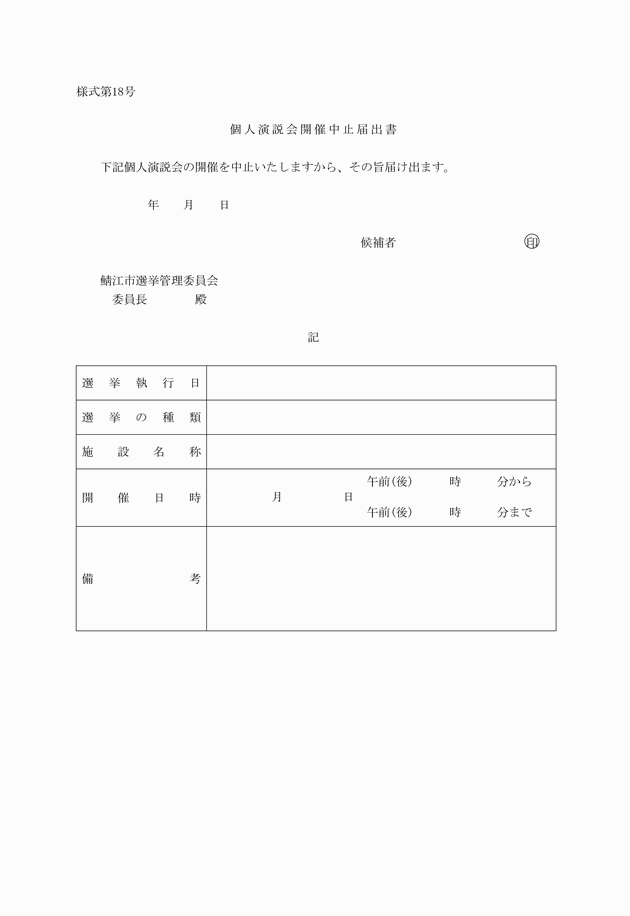 様式第18号
個人演説会開催中止届出書
下記個人演説会の開催を中止いたしますから、その旨届け出ます。
年　　月　　日
候補者　　　　　　　　　　　㊞
鯖江市選挙管理委員会
委員長　　　　殿
記
選挙執行日
選挙の種類
施設名称
開催日時　　　月　　　日　午前(後)　　　時　　　分から
午前(後)　　　時　　　分まで
備考